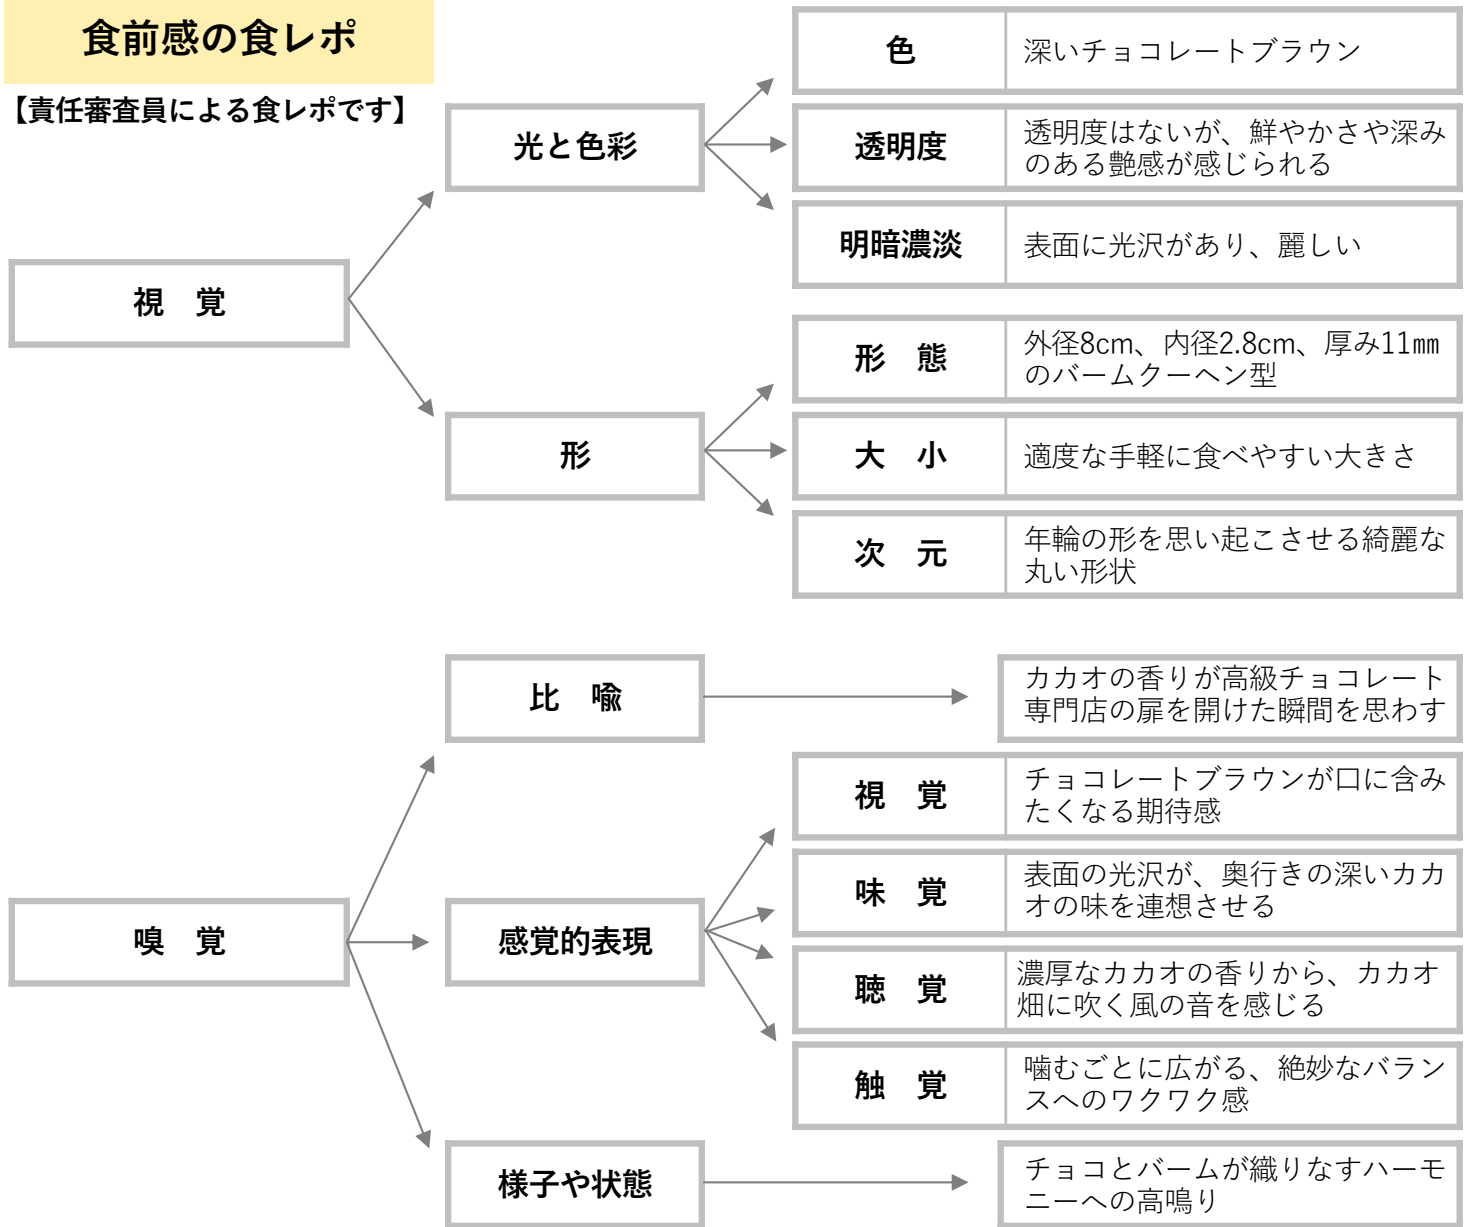 食前感の食レポ
【責任審査員による食レポです】
視　覚
光と色彩
色
深いチョコレートブラウン
透明度
透明度はないが、鮮やかさや深み
のある艶感が感じられる
明暗濃淡
表面に光沢があり、麗しい
形
形　態
外径8cm、内径2.8cm、厚み11㎜
のバームクーヘン型
大　小
適度な手軽に食べやすい大きさ
次　元
年輪の形を思い起こさせる綺麗な
丸い形状
嗅　覚
比　喩
カカオの香りが高級チョコレート
専門店の扉を開けた瞬間を思わす
感覚的表現
視　覚
チョコレートブラウンが口に含み
たくなる期待感
味　覚
表面の光沢が、奥行きの深いカカ
オの味を連想させる
聴　覚
濃厚なカカオの香りから、カカオ
畑に吹く風の音を感じる
触　覚
噛むごとに広がる、絶妙なバラン
スへのワクワク感
様子や状態
チョコとバームが織りなすハーモ
ニーへの高鳴り